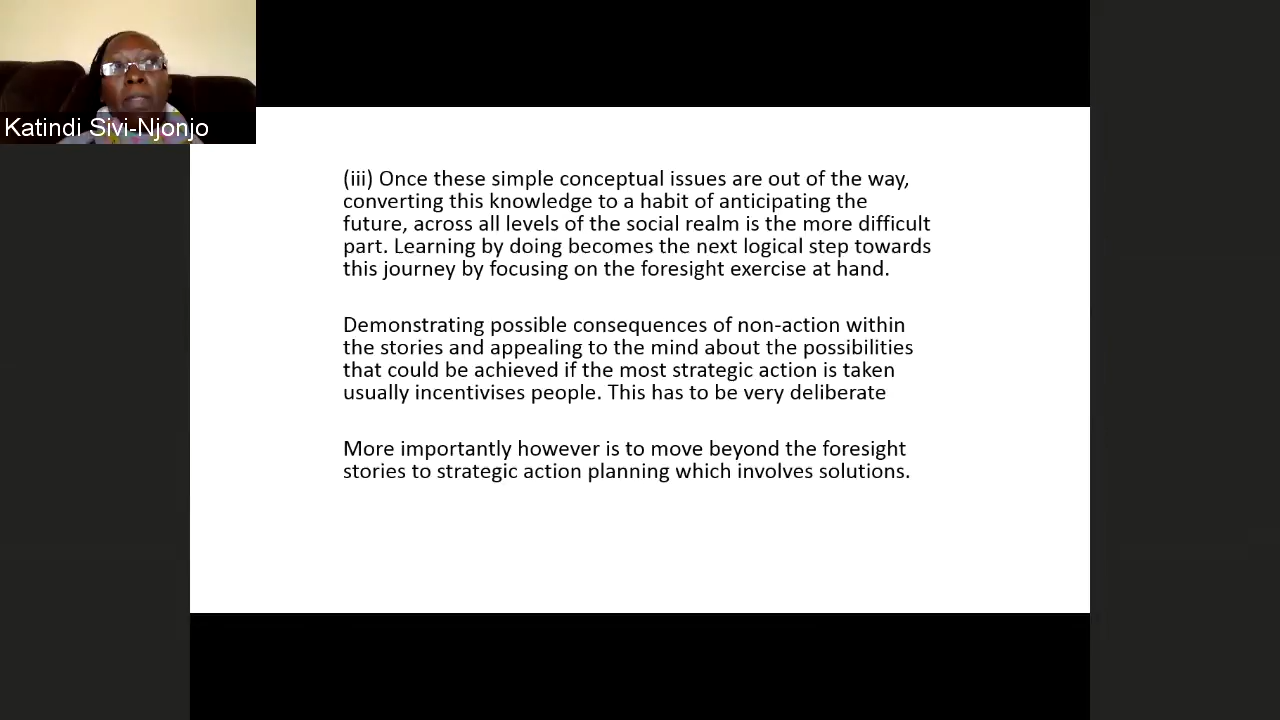 Katindi Sivi-Njonjo
(iii) Once these simple conceptual issues are out of the way,
converting this knowledge to a habit of anticipating the
future, across all levels of the social realm is the more difficult
part. Learning by doing becomes the next logical step towards
this journey by focusing on the foresight exercise at hand.
Demonstrating possible consequences of non-action within
the stories and appealing to the mind about the possibilities
that could be achieved if the most strategic action is taken
usually incentivises people. This has to be very deliberate
More importantly however is to move beyond the foresight
stories to strategic action planning which involves solutions.